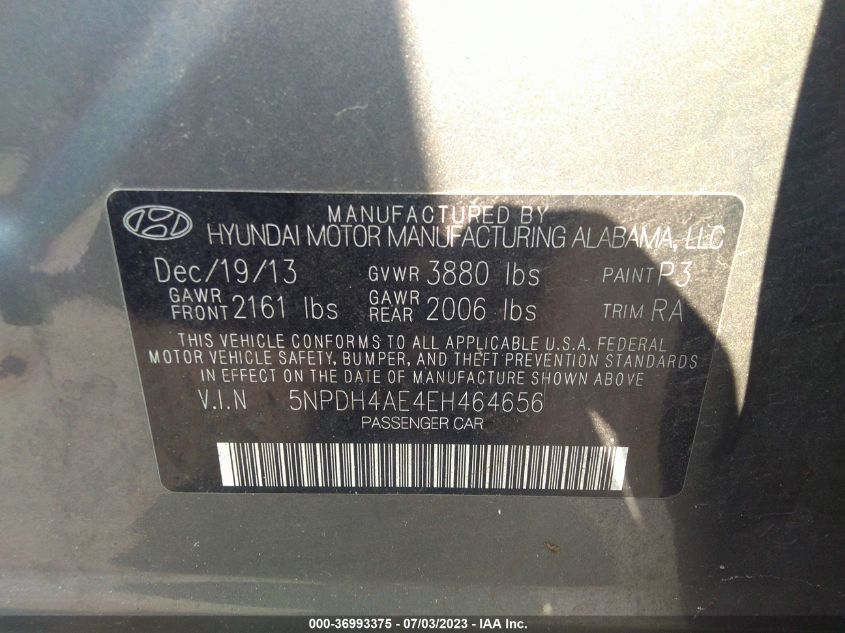 MANUFACTURED BY
HYUNDAI MOTOR MANUFACTURING ALABAMA, LLC
Dec/19/13 GVWR 3880 lbs PAINT P3
GAWR FRONT 2161 lbs GAWR REAR 2006 lbs TRIM RA
THIS VEHICLE CONFORMS TO ALL APPLICABLE U.S.A. FEDERAL
MOTOR VEHICLE SAFETY, BUMPER, AND THEFT PREVENTION STANDARDS
IN EFFECT ON THE DATE OF MANUFACTURE SHOWN ABOVE
V.I.N 5NPDH4AE4EH464656
PASSENGER CAR
000-36993375 - 07/03/2023 - IAA Inc.